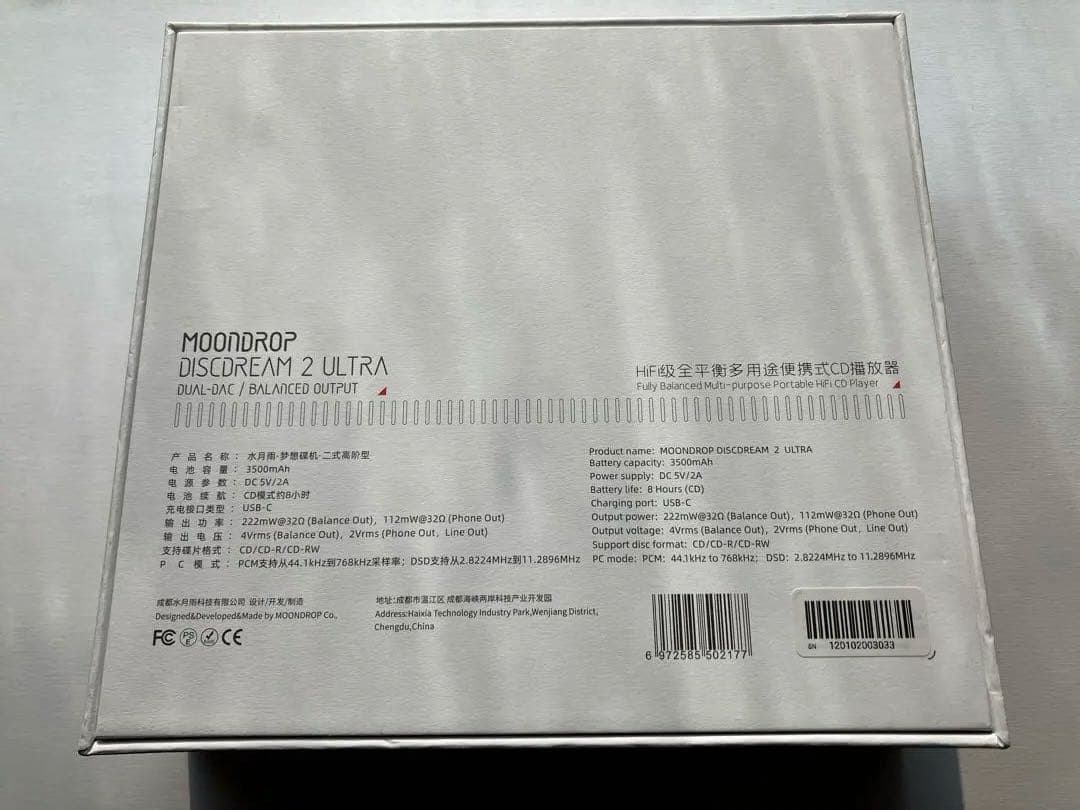 MOONDROP
DISCDREAM 2 ULTRA
DUAL-DAC / BALANCED OUTPUT
HiFi级全平衡多用途便携式CD播放器
Fully Balanced Multi-purpose Portable HiFi CD Player
产品名称：水月雨·梦想碟机·二式高阶型
电池容量：3500mAh
电源参数：DC 5V/2A
电池续航：CD模式约8小时
充电接口类型：USB-C
输出功率：222mW@32Ω (Balance Out)，112mW@32Ω (Phone Out)
输出电压：4Vrms (Balance Out)，2Vrms (Phone Out，Line Out)
支持碟片格式：CD/CD-R/CD-RW
PC模式：PCM支持从44.1kHz到768kHz采样率；DSD支持从2.8224MHz到11.2896MHz
Product name: MOONDROP DISCDREAM 2 ULTRA
Battery capacity: 3500mAh
Power supply: DC 5V/2A
Battery life: 8 Hours (CD)
Charging port: USB-C
Output power: 222mW@32Ω (Balance Out)，112mW@32Ω (Phone Out)
Output voltage: 4Vrms (Balance Out)，2Vrms (Phone Out，Line Out)
Support disc format: CD/CD-R/CD-RW
PC mode: PCM: 44.1kHz to 768kHz；DSD: 2.8224MHz to 11.2896MHz
成都水月雨科技有限公司 设计/开发/制造
Designed&Developed&Made by MOONDROP Co.,
FC PSE CE
地址:成都市温江区 成都海峡两岸科技产业开发园
Address:Haixia Technology Industry Park,Wenjiang District,
Chengdu,China
6 972585 502177
SN 120102003033